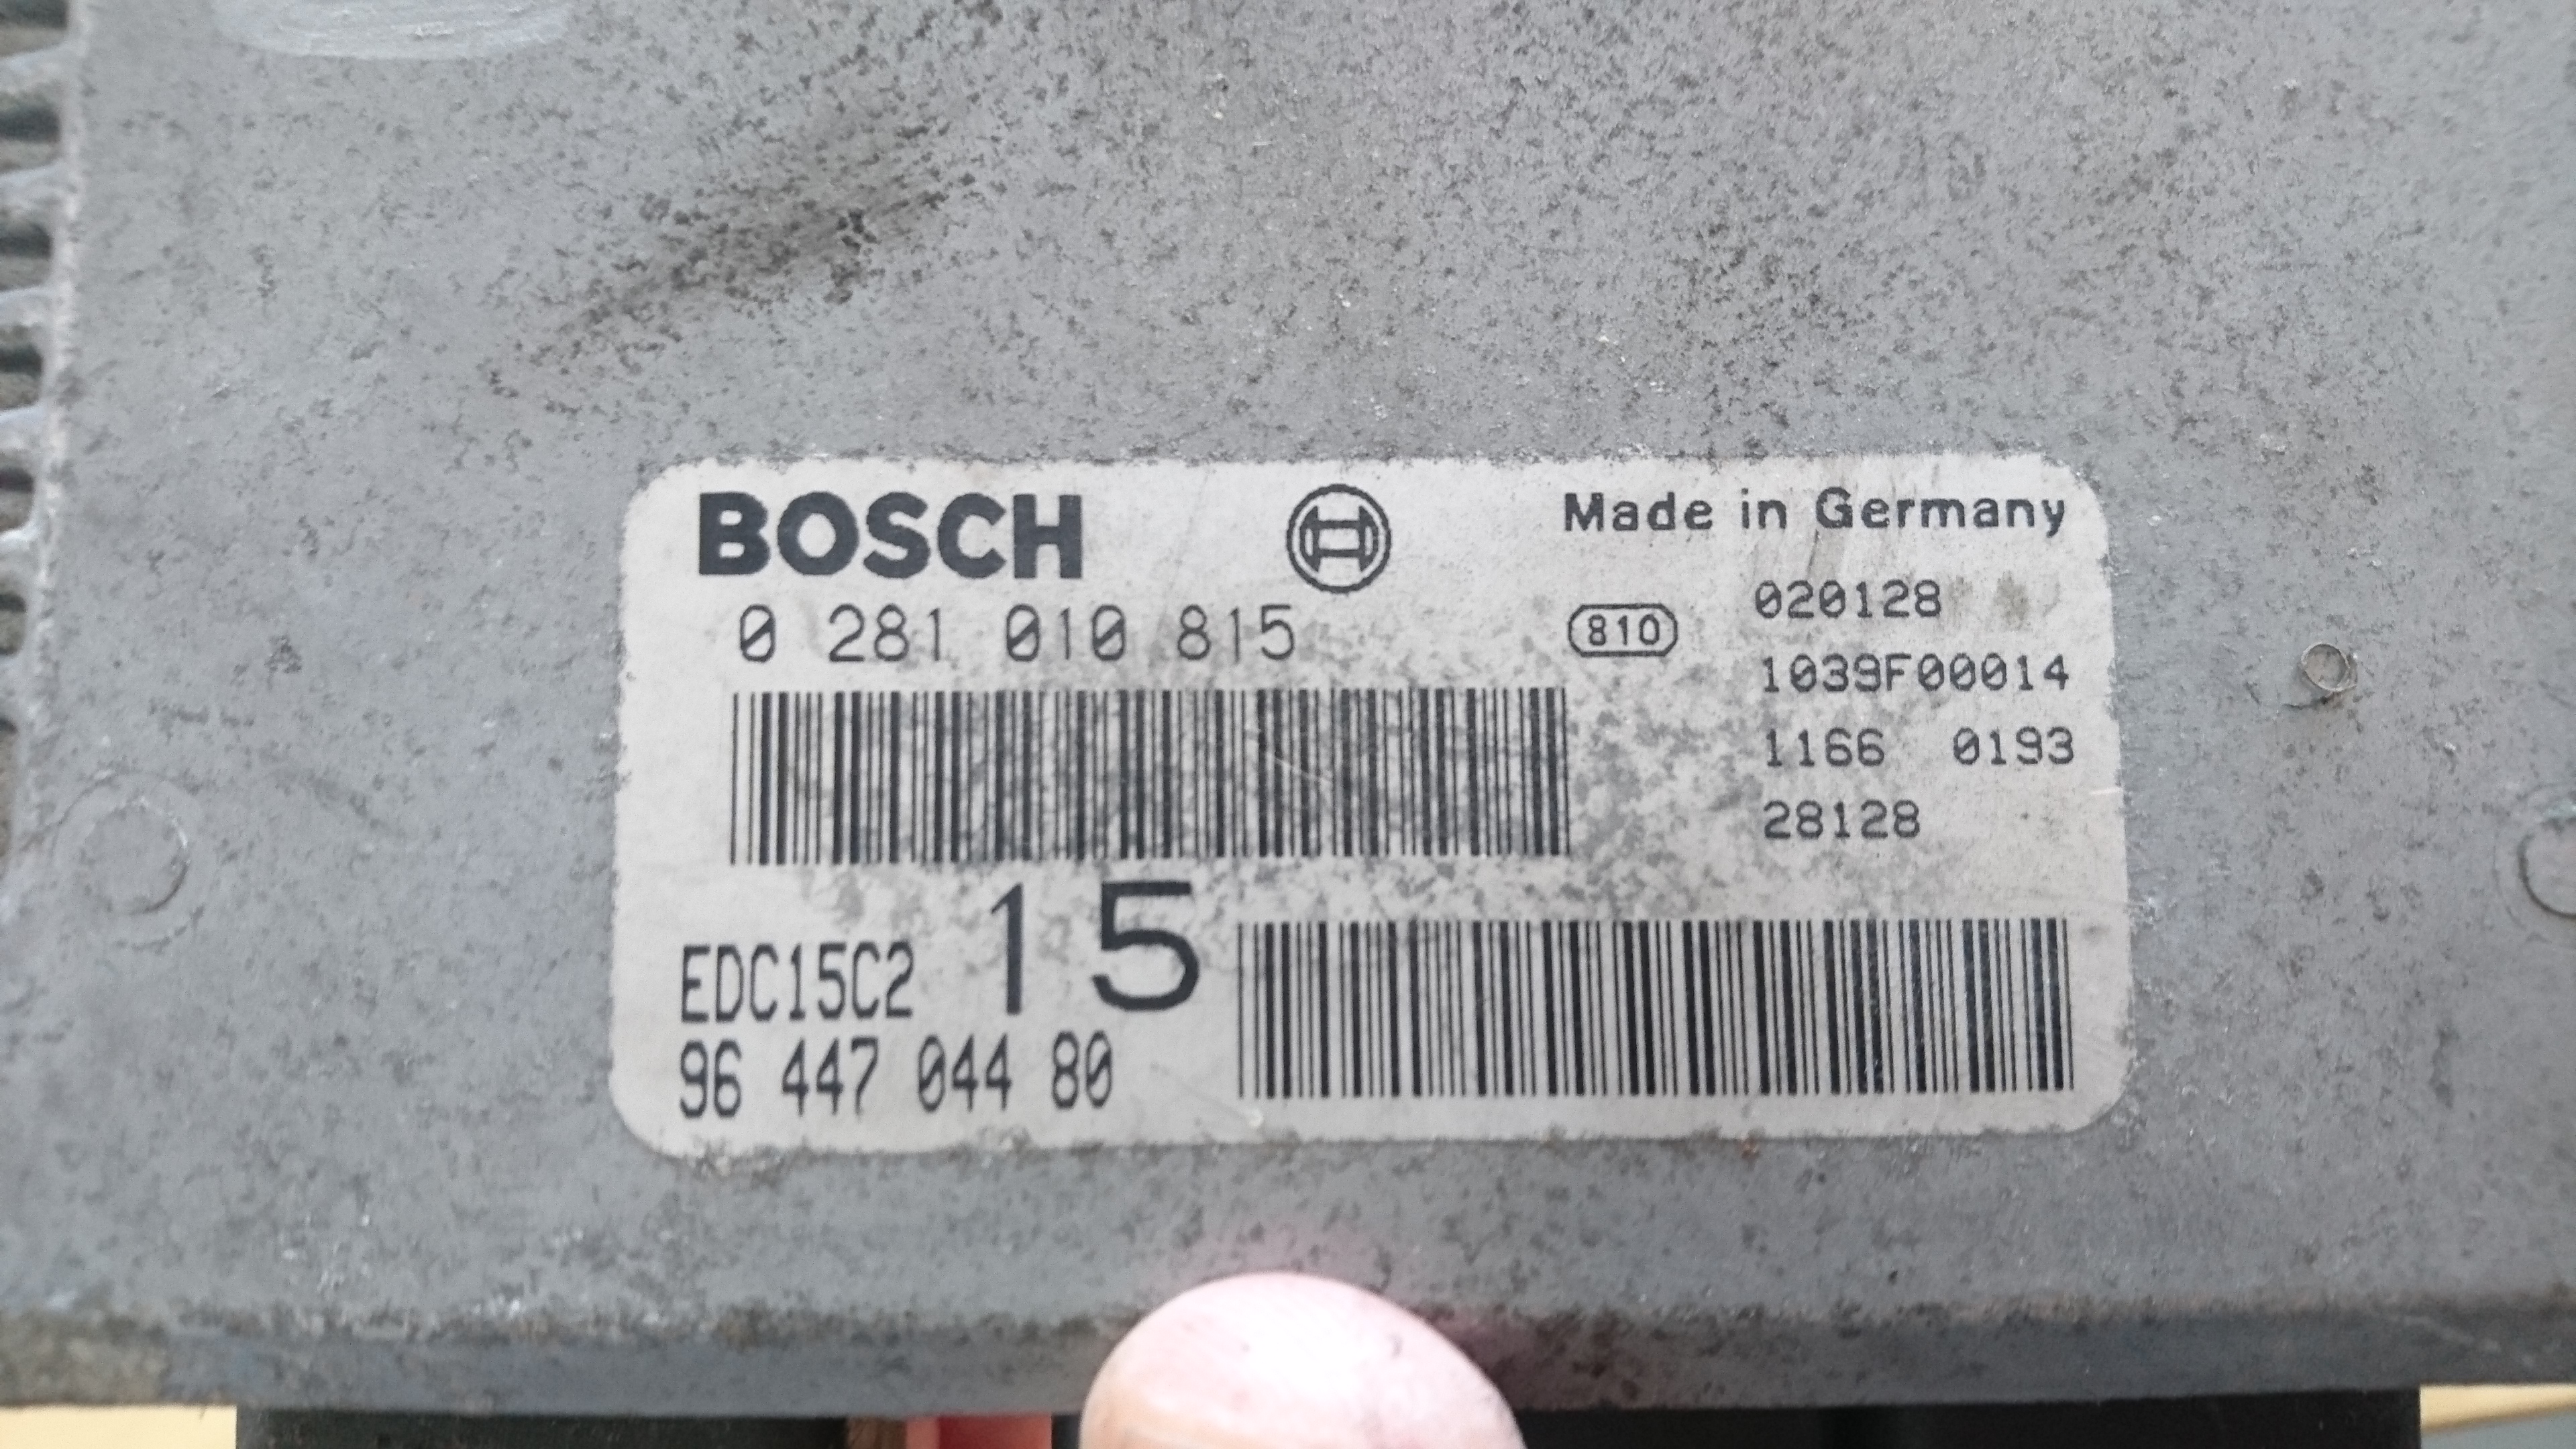 BOSCH
Made in Germany
0 281 010 815
810
020128
1039F00014
1166 0193
28128
EDC15C2 15
96 447 044 80